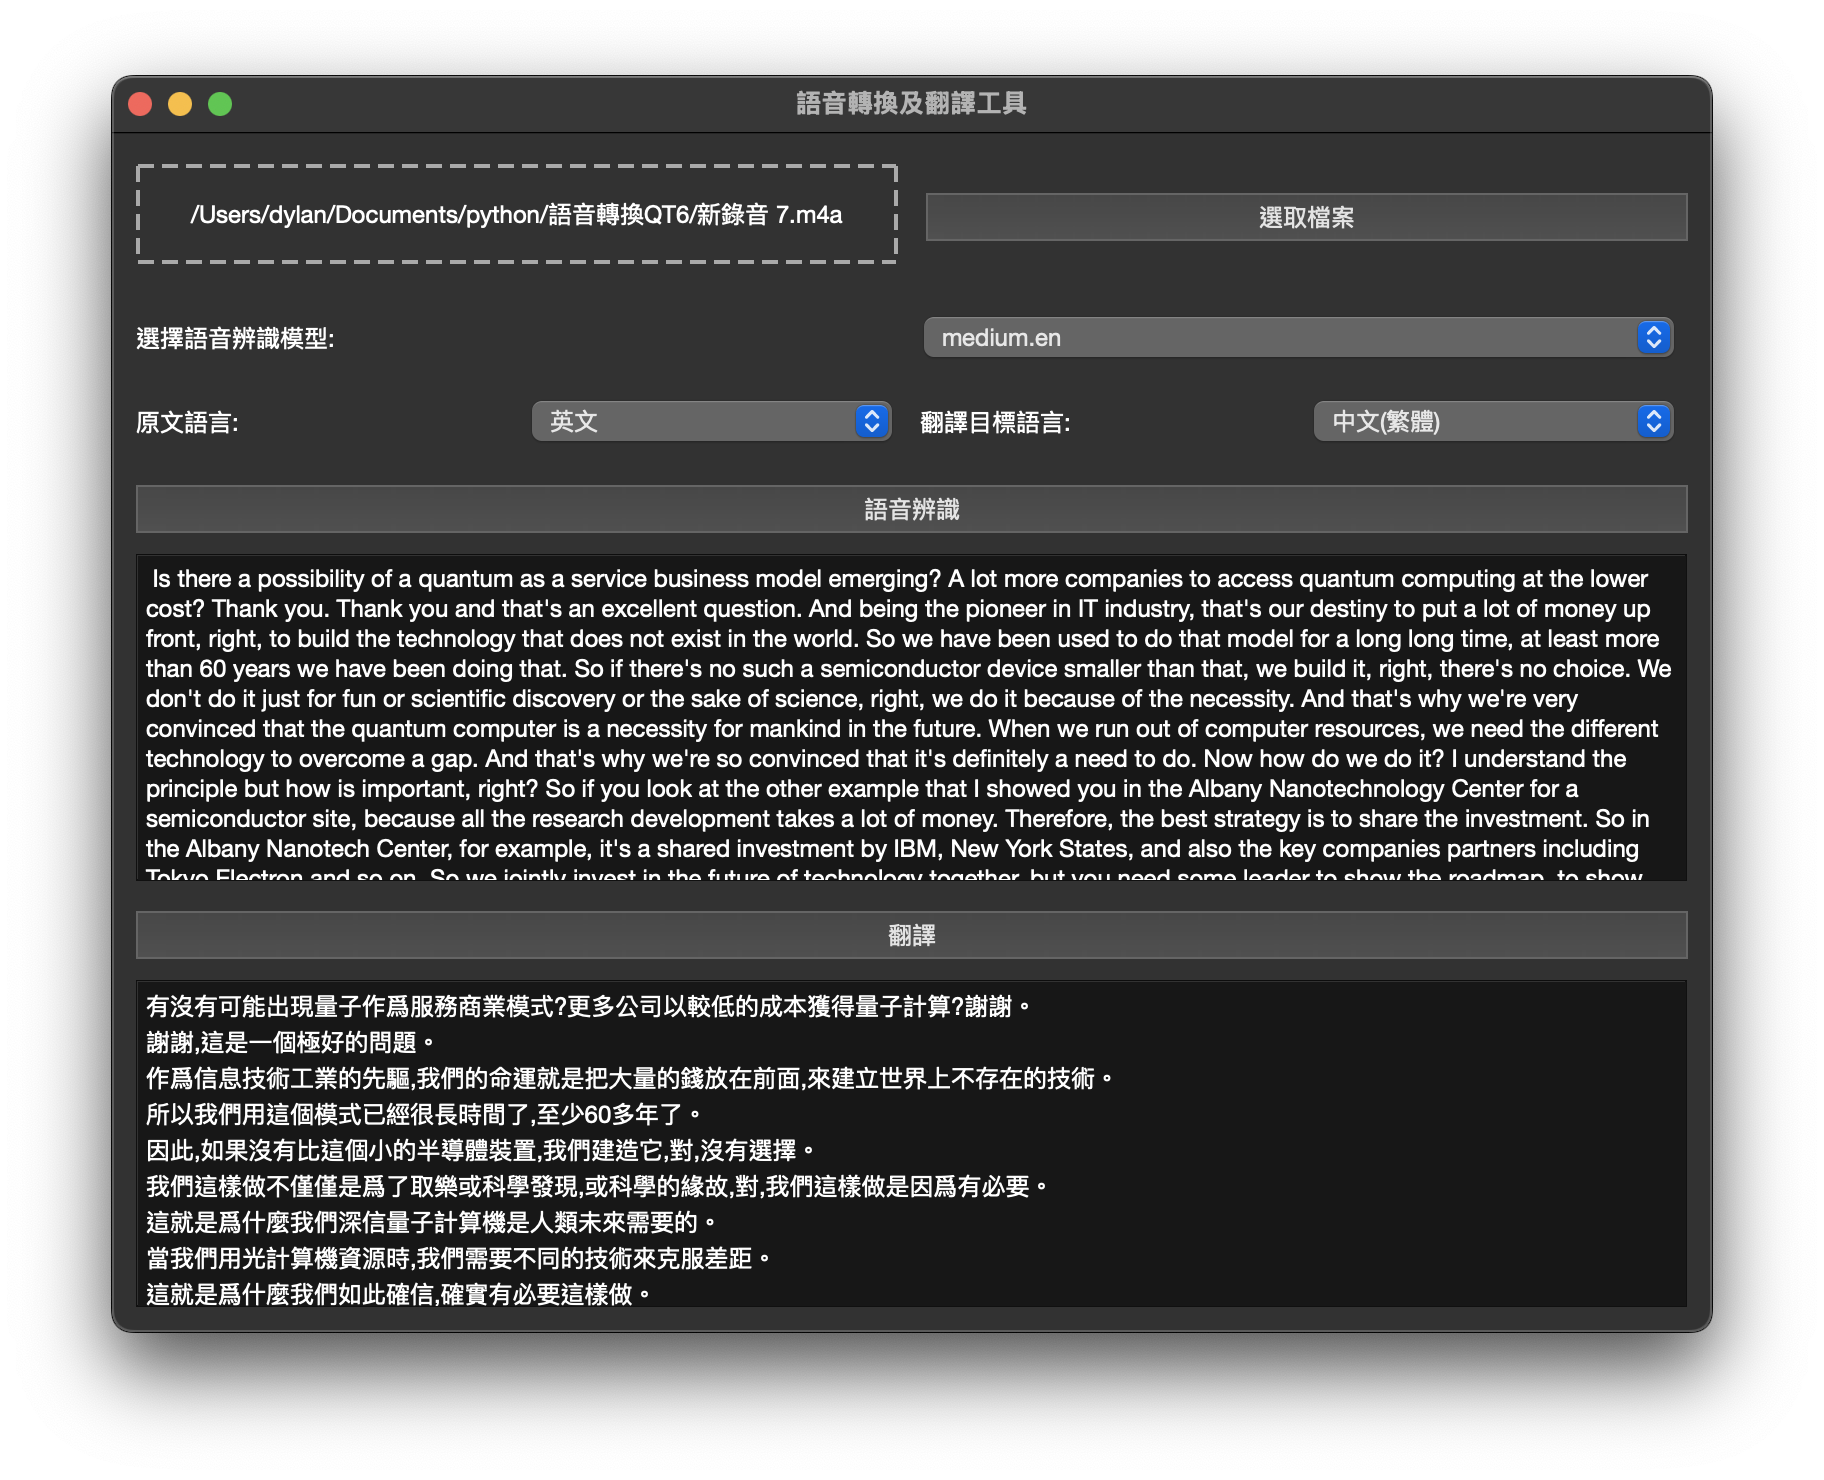 語音轉換及翻譯工具
/Users/dylan/Documents/python/語音轉換QT6/新錄音 7.m4a
選取檔案
選擇語音辨識模型:
medium.en
原文語言:
英文
翻譯目標語言:
中文(繁體)
語音辨識
Is there a possibility of a quantum as a service business model emerging? A lot more companies to access quantum computing at the lower
cost? Thank you. Thank you and that's an excellent question. And being the pioneer in IT industry, that's our destiny to put a lot of money up
front, right, to build the technology that does not exist in the world. So we have been used to do that model for a long long time, at least more
than 60 years we have been doing that. So if there's no such a semiconductor device smaller than that, we build it, right, there's no choice. We
don't do it just for fun or scientific discovery or the sake of science, right, we do it because of the necessity. And that's why we're very
convinced that the quantum computer is a necessity for mankind in the future. When we run out of computer resources, we need the different
technology to overcome a gap. And that's why we're so convinced that it's definitely a need to do. Now how do we do it? I understand the
principle but how is important, right? So if you look at the other example that I showed you in the Albany Nanotechnology Center for a
semiconductor site, because all the research development takes a lot of money. Therefore, the best strategy is to share the investment. So in
the Albany Nanotech Center, for example, it's a shared investment by IBM, New York States, and also the key companies partners including
Tokyo Electron and so on. So we jointly invest in the future of technology together, but you need some leader to show the roadmap, to show
翻譯
有沒有可能出現量子作爲服務商業模式?更多公司以較低的成本獲得量子計算?謝謝。
謝謝,這是一個極好的問題。
作爲信息技術工業的先驅,我們的命運就是把大量的錢放在前面,來建立世界上不存在的技術。
所以我們用這個模式已經很長時間了,至少60多年了。
因此,如果沒有比這個小的半導體裝置,我們建造它,對,沒有選擇。
我們這樣做不僅僅是爲了取樂或科學發現,或科學的緣故,對,我們這樣做是因爲有必要。
這就是爲什麼我們深信量子計算機是人類未來需要的。
當我們用光計算機資源時,我們需要不同的技術來克服差距。
這就是爲什麼我們如此確信,確實有必要這樣做。